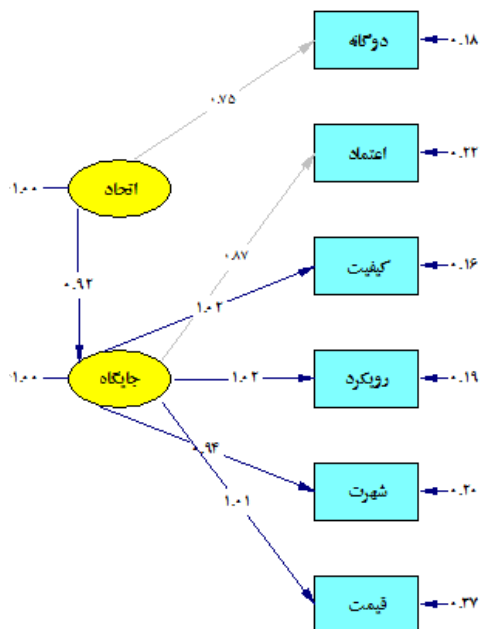 دوگانه
۰.۱۸
۰.۷۵
اعتماد
۰.۲۲
۱.۰۰
اتحاد
۰.۸۷
کیفیت
۰.۱۶
۰.۹۲
۱.۰۲
۱.۰۰
جایگاه
۱.۰۲
رویکرد
۰.۱۹
۰.۹۴
شهرت
۰.۲۰
۱.۰۱
قیمت
۰.۲۷